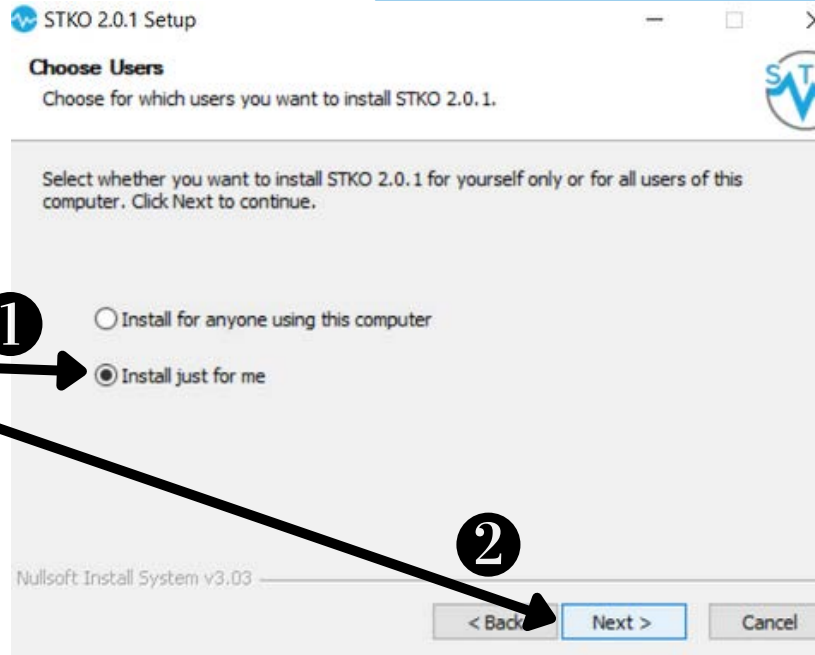 STKO 2.0.1 Setup
Choose Users
Choose for which users you want to install STKO 2.0.1.
S T
Select whether you want to install STKO 2.0.1 for yourself only or for all users of this
computer. Click Next to continue.
1
Install for anyone using this computer
Install just for me
2
Nullsoft Install System v3.03
< Back
Next >
Cancel